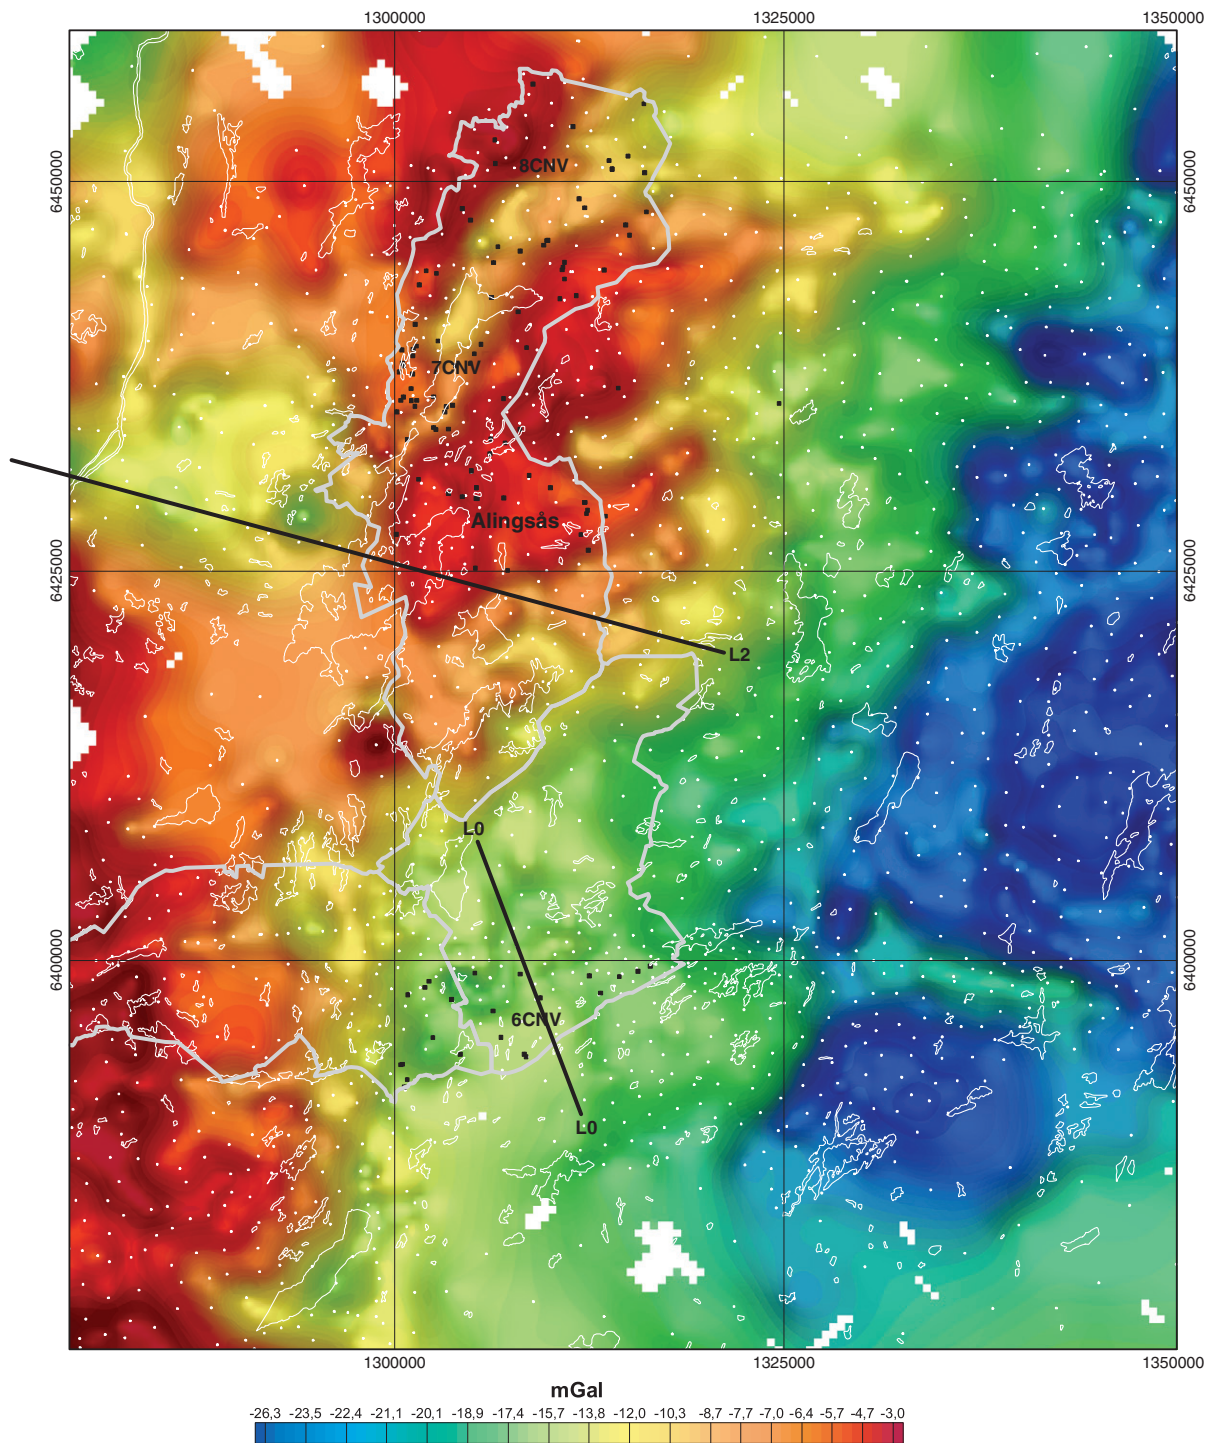 1300000 1325000 1350000
6450000 6450000
8CNV
7CNV
Alingsås
6425000 6425000
L2
L0
6400000 6400000
6CNV
L0
1300000 1325000 1350000
mGal
-26,3 -23,5 -22,4 -21,1 -20,1 -18,9 -17,4 -15,7 -13,8 -12,0 -10,3 -8,7 -7,7 -7,0 -6,4 -5,7 -4,7 -3,0